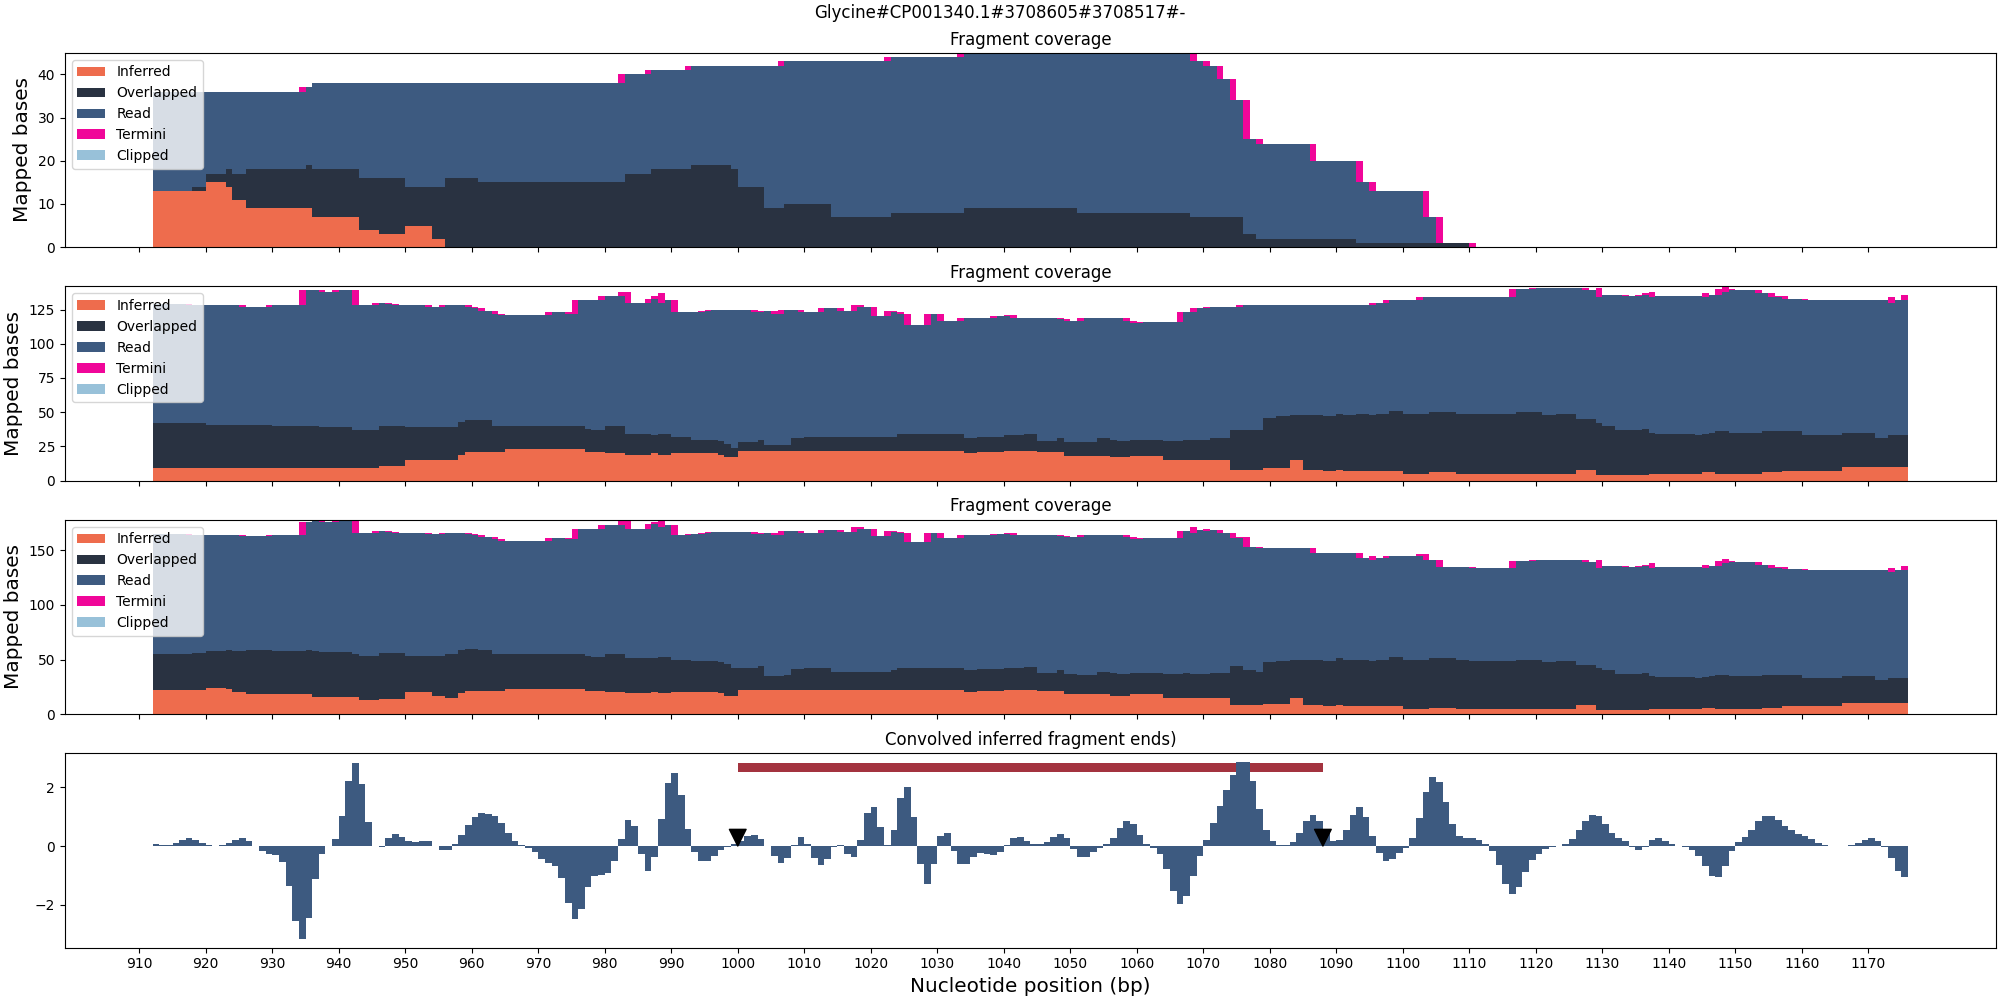 Glycine#CP001340.1#3708605#3708517#-
Fragment coverage
Mapped bases
40
30
20
10
0
Inferred
Overlapped
Read
Termini
Clipped
Fragment coverage
Mapped bases
125
100
75
50
25
0
Inferred
Overlapped
Read
Termini
Clipped
Fragment coverage
Mapped bases
150
100
50
0
Inferred
Overlapped
Read
Termini
Clipped
Convolved inferred fragment ends)
2
0
−2
910 920 930 940 950 960 970 980 990 1000 1010 1020 1030 1040 1050 1060 1070 1080 1090 1100 1110 1120 1130 1140 1150 1160 1170
Nucleotide position (bp)